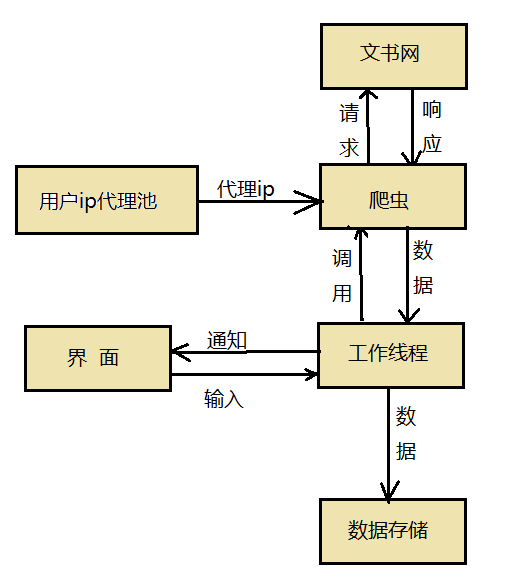 文书网
请求
响应
用户ip代理池
代理ip
爬虫
调用
数据
界 面
通知
输入
工作线程
数据
数据存储